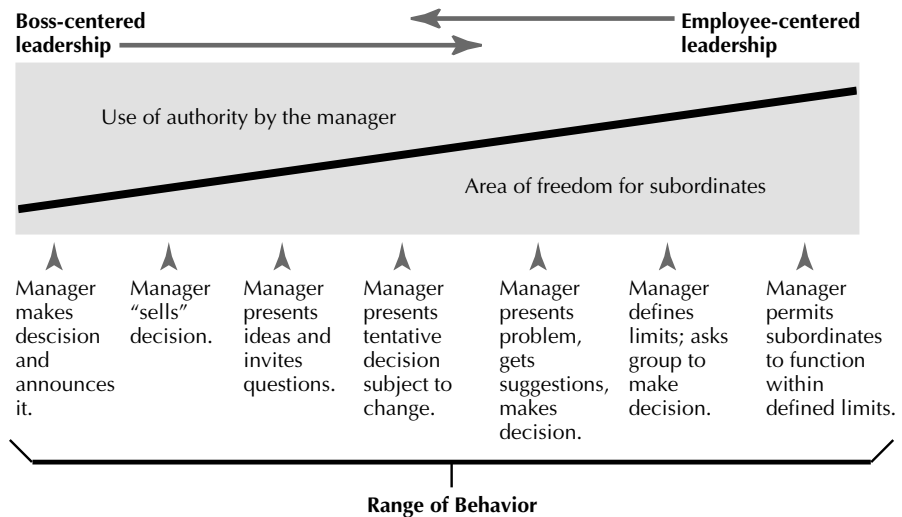 Boss-centered
leadership
Employee-centered
leadership
Use of authority by the manager
Area of freedom for subordinates
Manager
makes
descision
and
announces
it.
Manager
“sells”
decision.
Manager
presents
ideas and
invites
questions.
Manager
presents
tentative
decision
subject to
change.
Manager
presents
problem,
gets
suggestions,
makes
decision.
Manager
defines
limits; asks
group to
make
decision.
Manager
permits
subordinates
to function
within
defined limits.
Range of Behavior